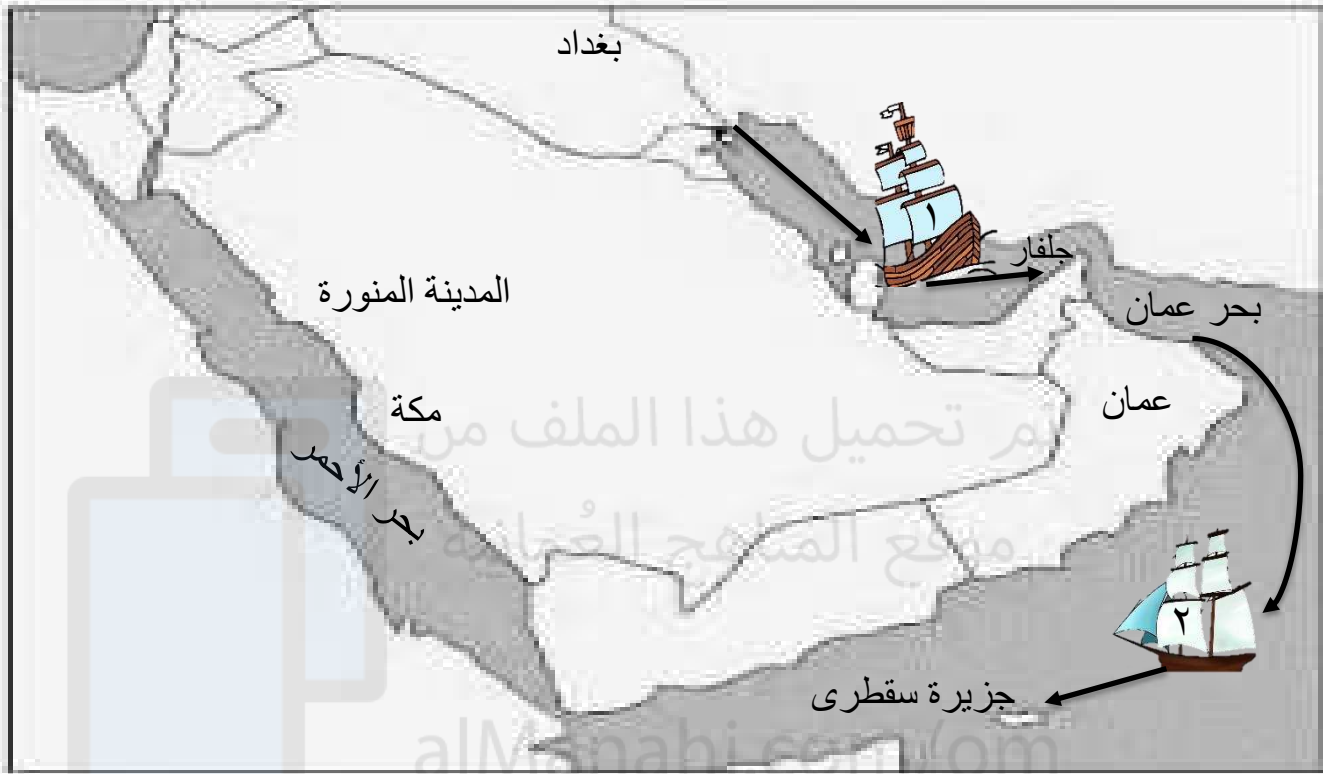 بغداد
١
جلفار
المدينة المنورة
بحر عمان
مكة
عمان
تم تحميل هذا الملف من
بحر الأحمر
موقع المناهج العُمانية
٢
جزيرة سقطرى
alManahj.com/om